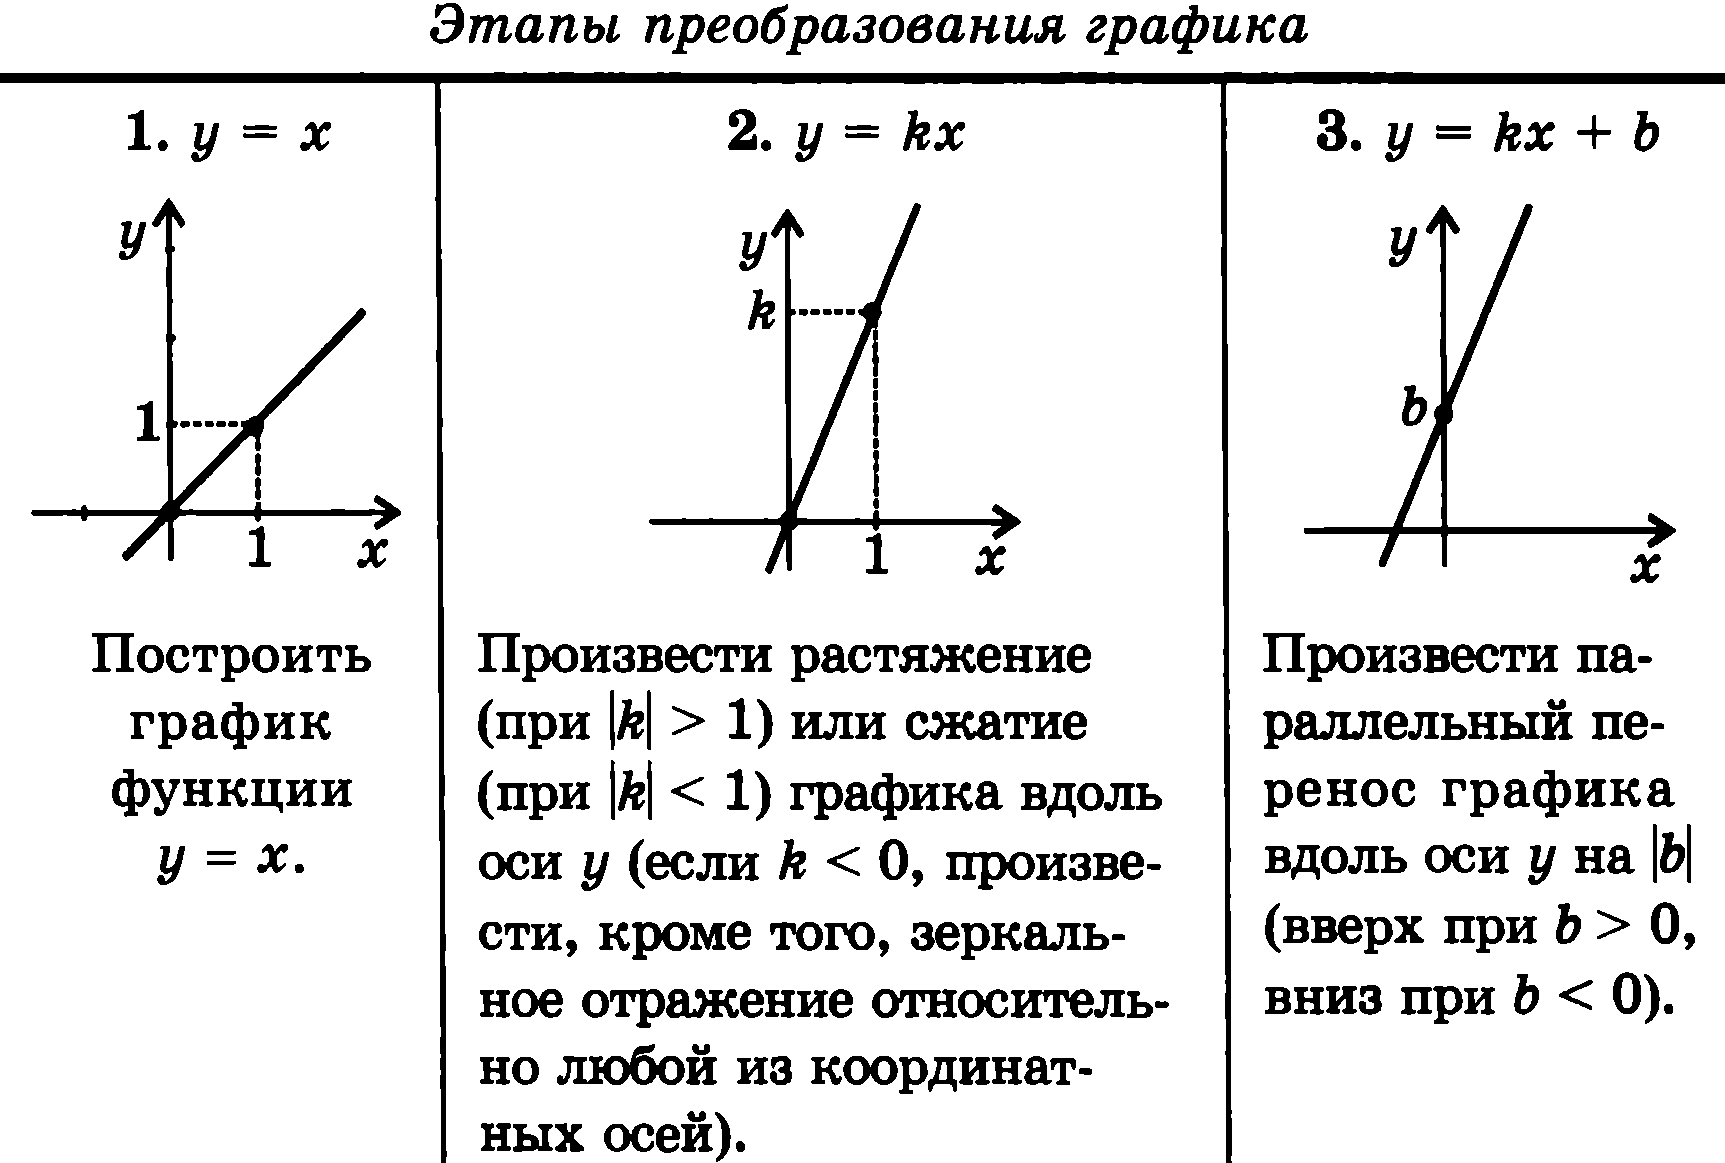 Этапы преобразования графика
1. y = x
y
1
1
x
Построить
график
функции
y = x.
2. y = kx
y
k
1
x
Произвести растяжение
(при |k| > 1) или сжатие
(при |k| < 1) графика вдоль
оси y (если k < 0, произве-
сти, кроме того, зеркаль-
ное отражение относитель-
но любой из координат-
ных осей).
3. y = kx + b
y
b
x
Произвести па-
раллельный пе-
ренос графика
вдоль оси y на |b|
(вверх при b > 0,
вниз при b < 0).